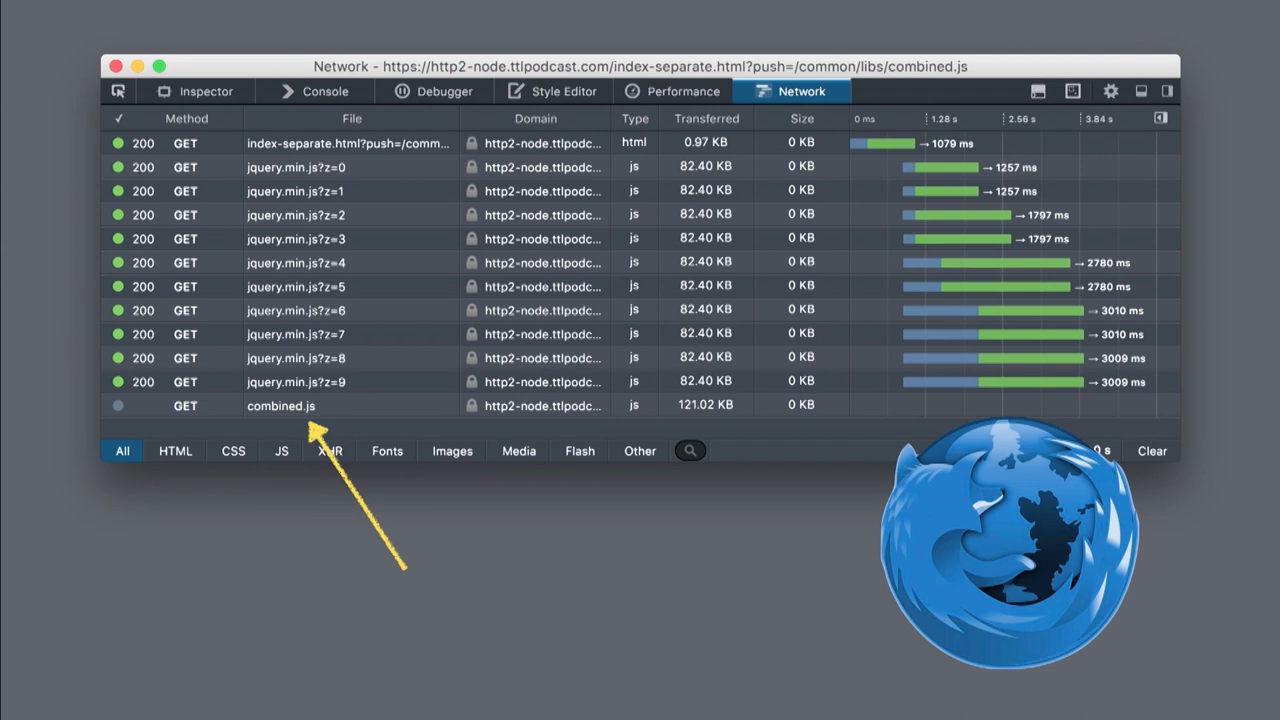 Network - https://http2-node.ttlpodcast.com/index-separate.html?push=/common/libs/combined.js
Inspector Console Debugger Style Editor Performance Network
✓ Method File Domain Type Transferred Size 0 ms 1.28 s 2.56 s 3.84 s
200 GET index-separate.html?push=/comm... http2-node.ttlpodc... html 0.97 KB 0 KB → 1079 ms
200 GET jquery.min.js?z=0 http2-node.ttlpodc... js 82.40 KB 0 KB → 1257 ms
200 GET jquery.min.js?z=1 http2-node.ttlpodc... js 82.40 KB 0 KB → 1257 ms
200 GET jquery.min.js?z=2 http2-node.ttlpodc... js 82.40 KB 0 KB → 1797 ms
200 GET jquery.min.js?z=3 http2-node.ttlpodc... js 82.40 KB 0 KB → 1797 ms
200 GET jquery.min.js?z=4 http2-node.ttlpodc... js 82.40 KB 0 KB → 2780 ms
200 GET jquery.min.js?z=5 http2-node.ttlpodc... js 82.40 KB 0 KB → 2780 ms
200 GET jquery.min.js?z=6 http2-node.ttlpodc... js 82.40 KB 0 KB → 3010 ms
200 GET jquery.min.js?z=7 http2-node.ttlpodc... js 82.40 KB 0 KB → 3010 ms
200 GET jquery.min.js?z=8 http2-node.ttlpodc... js 82.40 KB 0 KB → 3009 ms
200 GET jquery.min.js?z=9 http2-node.ttlpodc... js 82.40 KB 0 KB → 3009 ms
GET combined.js http2-node.ttlpodc... js 121.02 KB 0 KB
All HTML CSS JS XHR Fonts Images Media Flash Other 0 s Clear